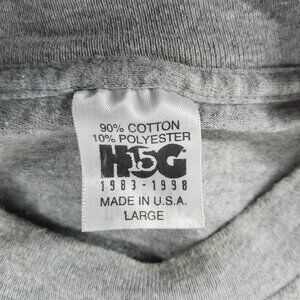 90% COTTON
10% POLYESTER
H15G
1983-1998
MADE IN U.S.A.
LARGE